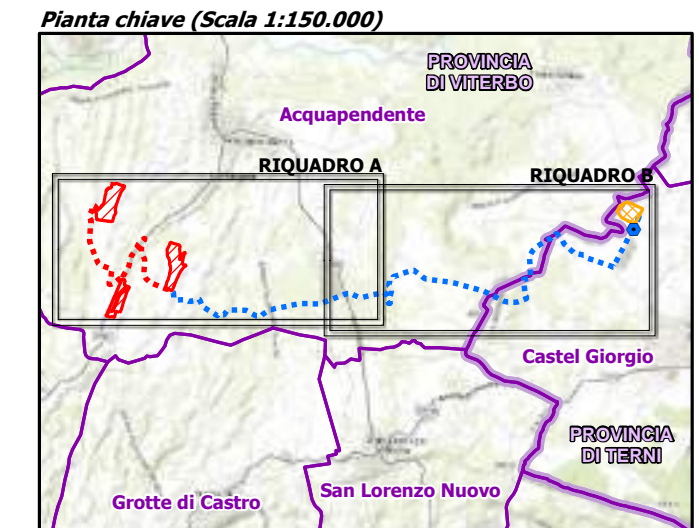 Pianta chiave (Scala 1:150.000)
PROVINCIA
DI VITERBO
Acquapendente
RIQUADRO A
RIQUADRO B
Castel Giorgio
PROVINCIA
DI TERNI
San Lorenzo Nuovo
Grotte di Castro